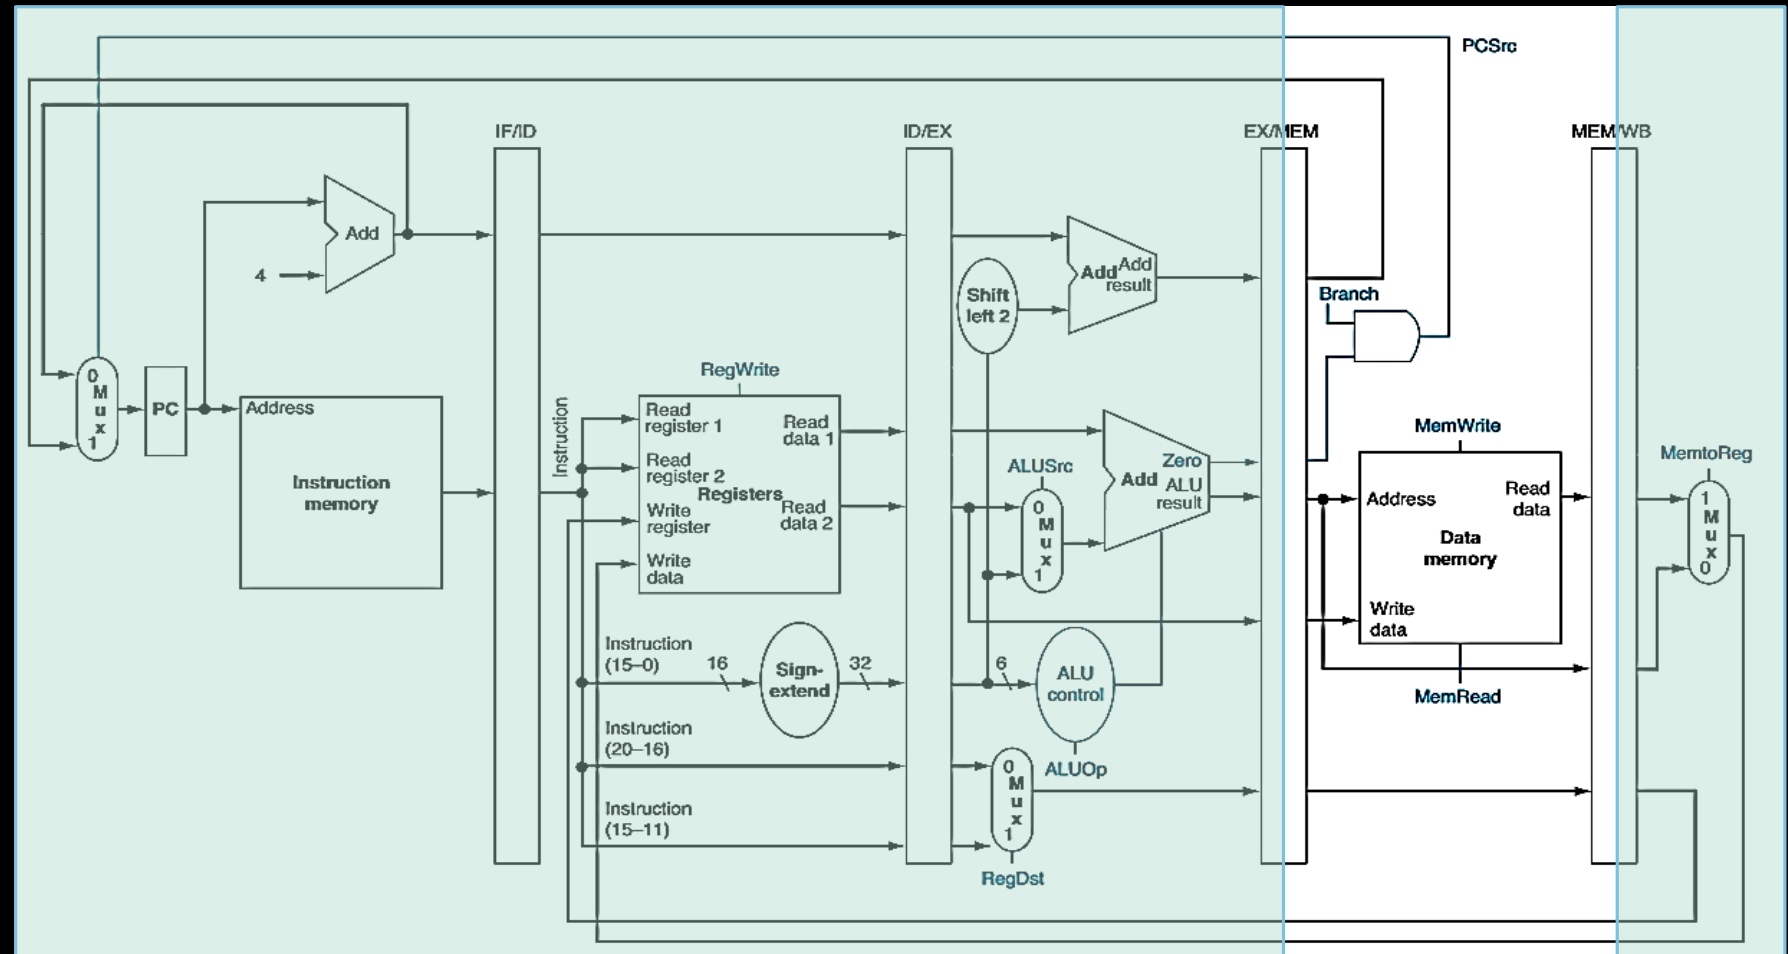 PCSrc
IF/ID
ID/EX
EX/MEM
MEM/WB
Add
4
Shift
left 2
Add
Add
result
Branch
0
M
u
x
1
PC
Address
Instruction
memory
Instruction
RegWrite
Read
register 1
Read
register 2
Write
register
Write
data
Registers
Read
data 1
Read
data 2
ALUSrc
0
M
u
x
1
Add
Zero
ALU
result
MemWrite
Address
Read
data
Data
memory
Write
data
MemRead
MemtoReg
1
M
u
x
0
Instruction
(15–0)
16
Sign-
extend
32
6
ALU
control
ALUOp
Instruction
(20–16)
Instruction
(15–11)
0
M
u
x
1
RegDst